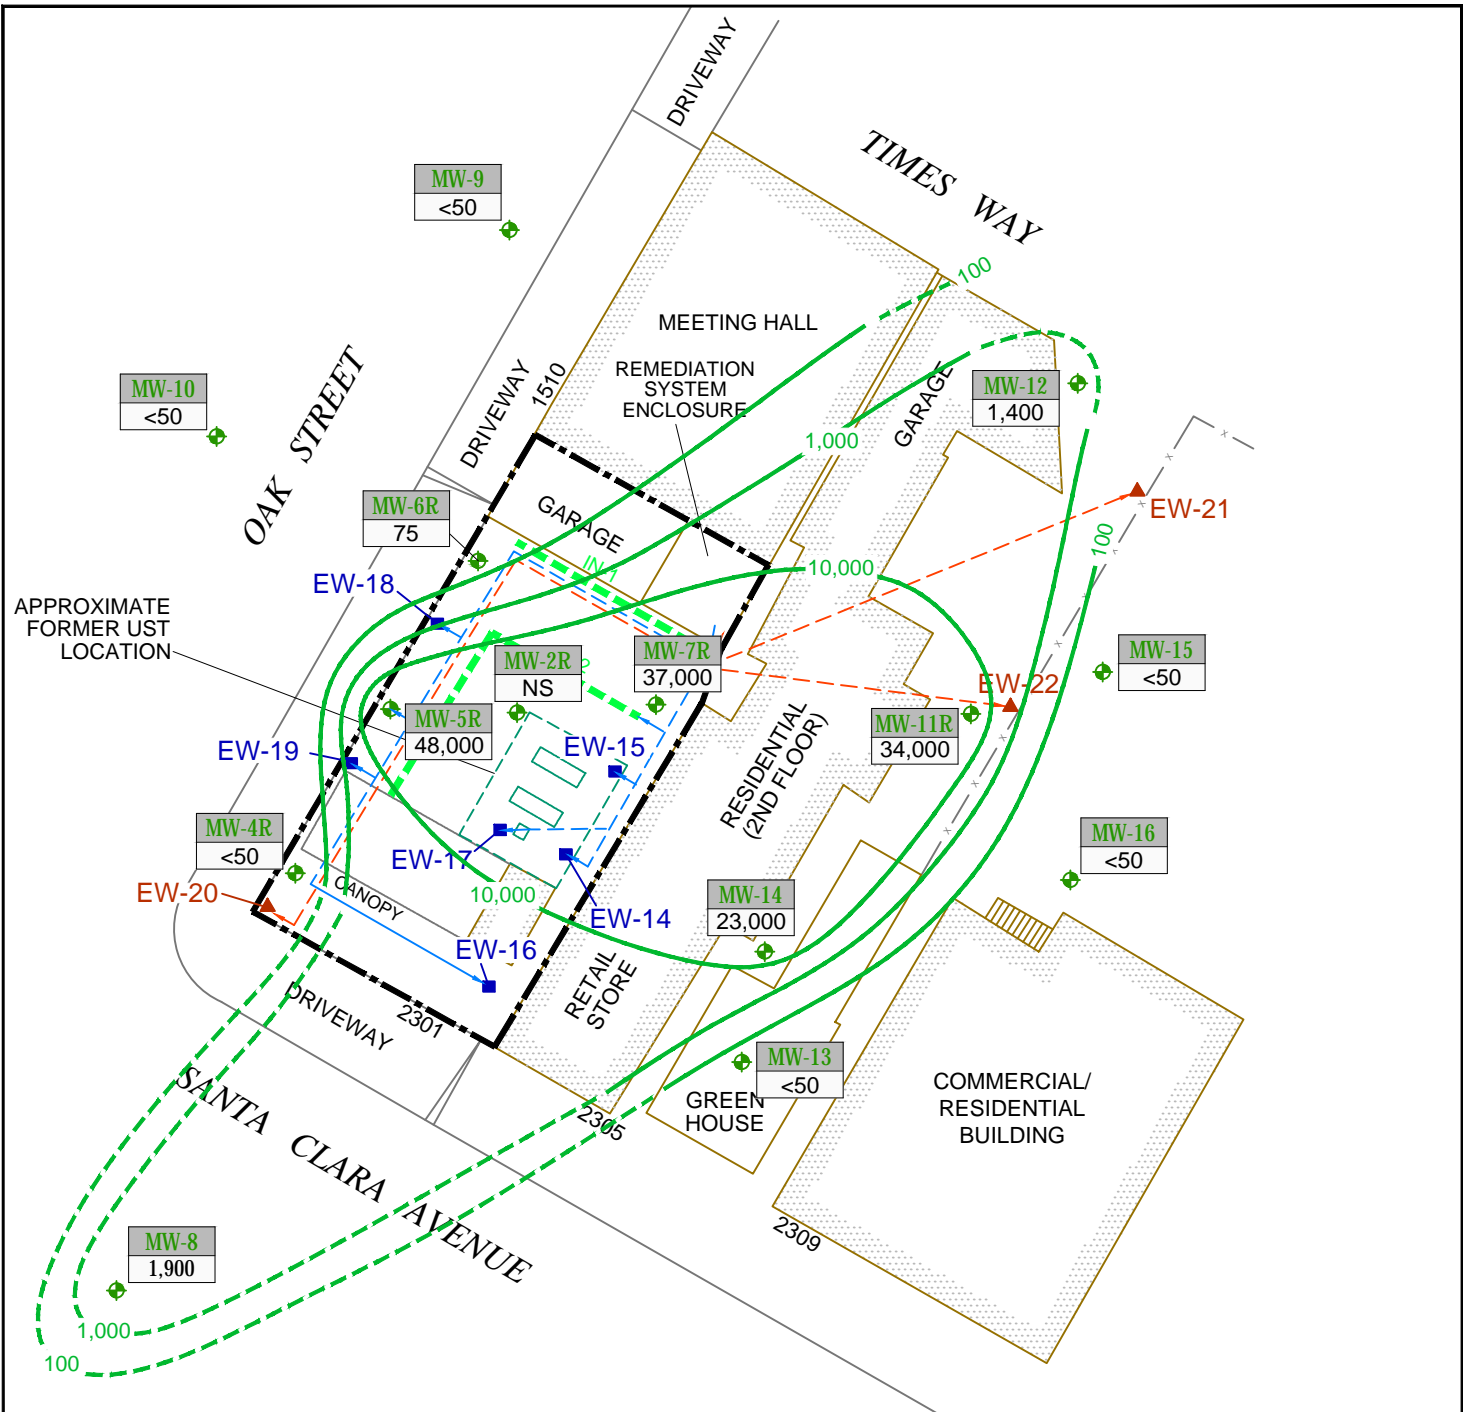 DRIVEWAY
TIMES WAY
MW-9
<50
100
MEETING HALL
REMEDIATION
SYSTEM
ENCLOSURE
MW-10
<50
OAK STREET
DRIVEWAY
1510
GARAGE
MW-12
1,400
1,000
MW-6R
75
GARAGE
IN-1
EW-21
100
10,000
EW-18
APPROXIMATE
FORMER UST
LOCATION
MW-2R
NS
2
MW-7R
37,000
MW-15
<50
EW-22
MW-5R
48,000
MW-11R
34,000
EW-19
EW-15
RESIDENTIAL
(2ND FLOOR)
MW-4R
<50
EW-17
MW-16
<50
EW-20
CANOPY
10,000
EW-14
MW-14
23,000
EW-16
RETAIL
STORE
DRIVEWAY
2301
MW-13
<50
GREEN
HOUSE
COMMERCIAL/
RESIDENTIAL
BUILDING
SANTA CLARA AVENUE
2305
2309
MW-8
1,900
1,000
100